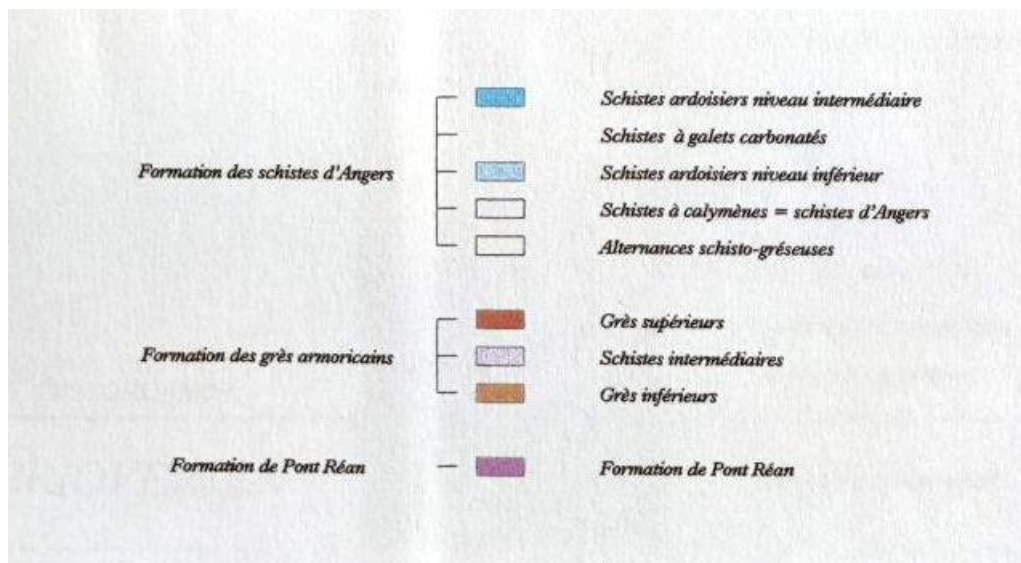 Schistes ardoisiers niveau intermédiaire
Schistes à galets carbonatés
Formation des schistes d'Angers
Schistes ardoisiers niveau inférieur
Schistes à calymènes = schistes d'Angers
Alternances schisto-gréseuses
Grès supérieurs
Formation des grès armoricains
Schistes intermédiaires
Grès inférieurs
Formation de Pont Réan
Formation de Pont Réan